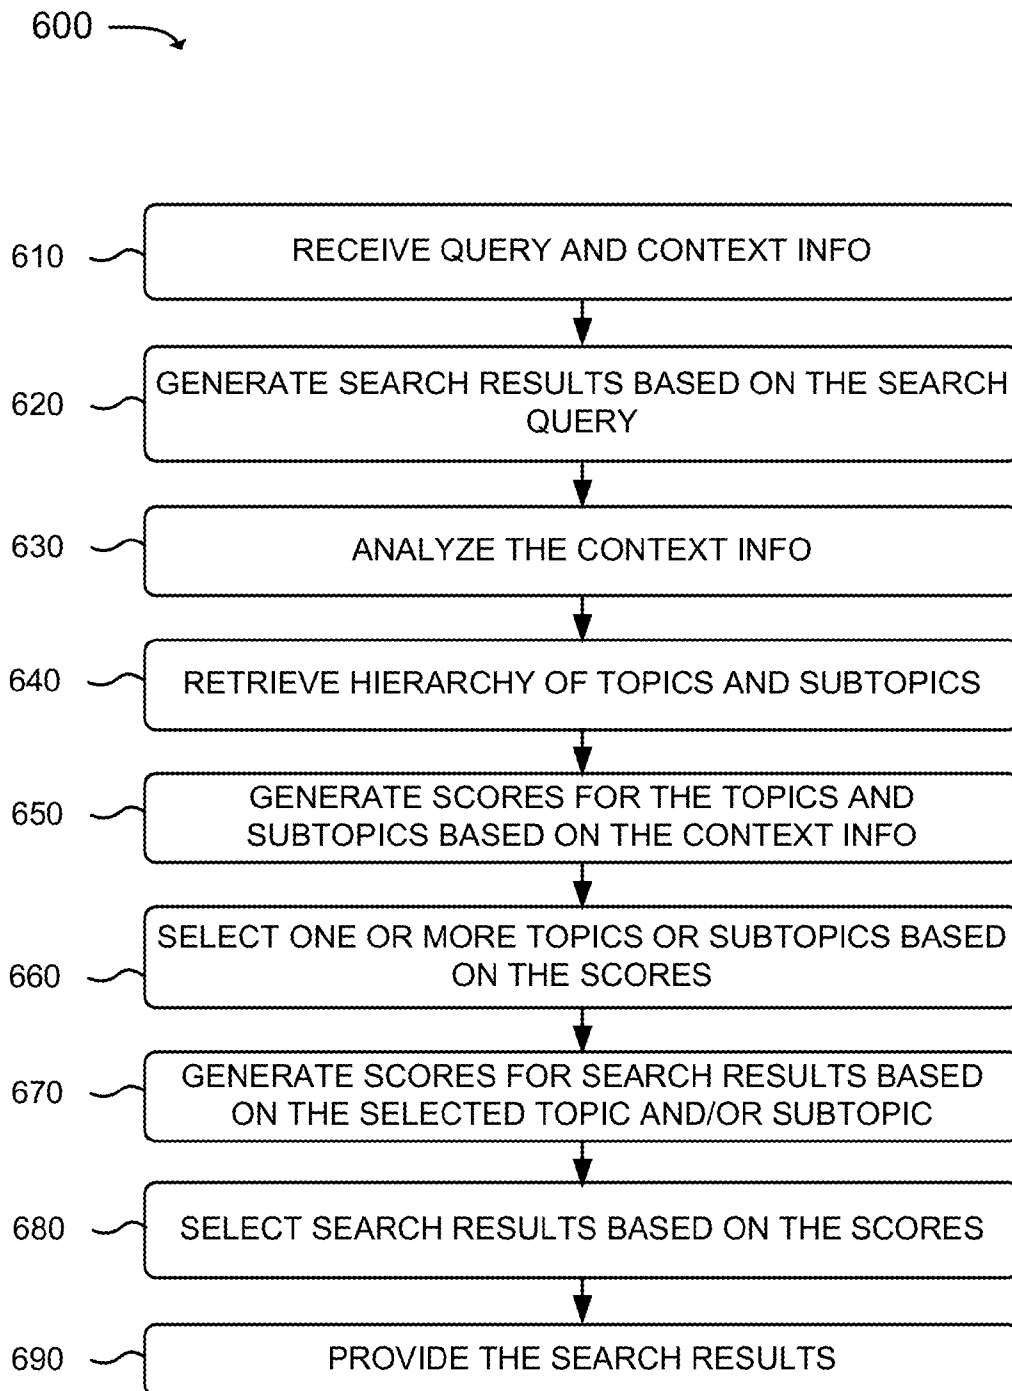 600
610
RECEIVE QUERY AND CONTEXT INFO
620
GENERATE SEARCH RESULTS BASED ON THE SEARCH
QUERY
630
ANALYZE THE CONTEXT INFO
640
RETRIEVE HIERARCHY OF TOPICS AND SUBTOPICS
650
GENERATE SCORES FOR THE TOPICS AND
SUBTOPICS BASED ON THE CONTEXT INFO
660
SELECT ONE OR MORE TOPICS OR SUBTOPICS BASED
ON THE SCORES
670
GENERATE SCORES FOR SEARCH RESULTS BASED
ON THE SELECTED TOPIC AND/OR SUBTOPIC
680
SELECT SEARCH RESULTS BASED ON THE SCORES
690
PROVIDE THE SEARCH RESULTS